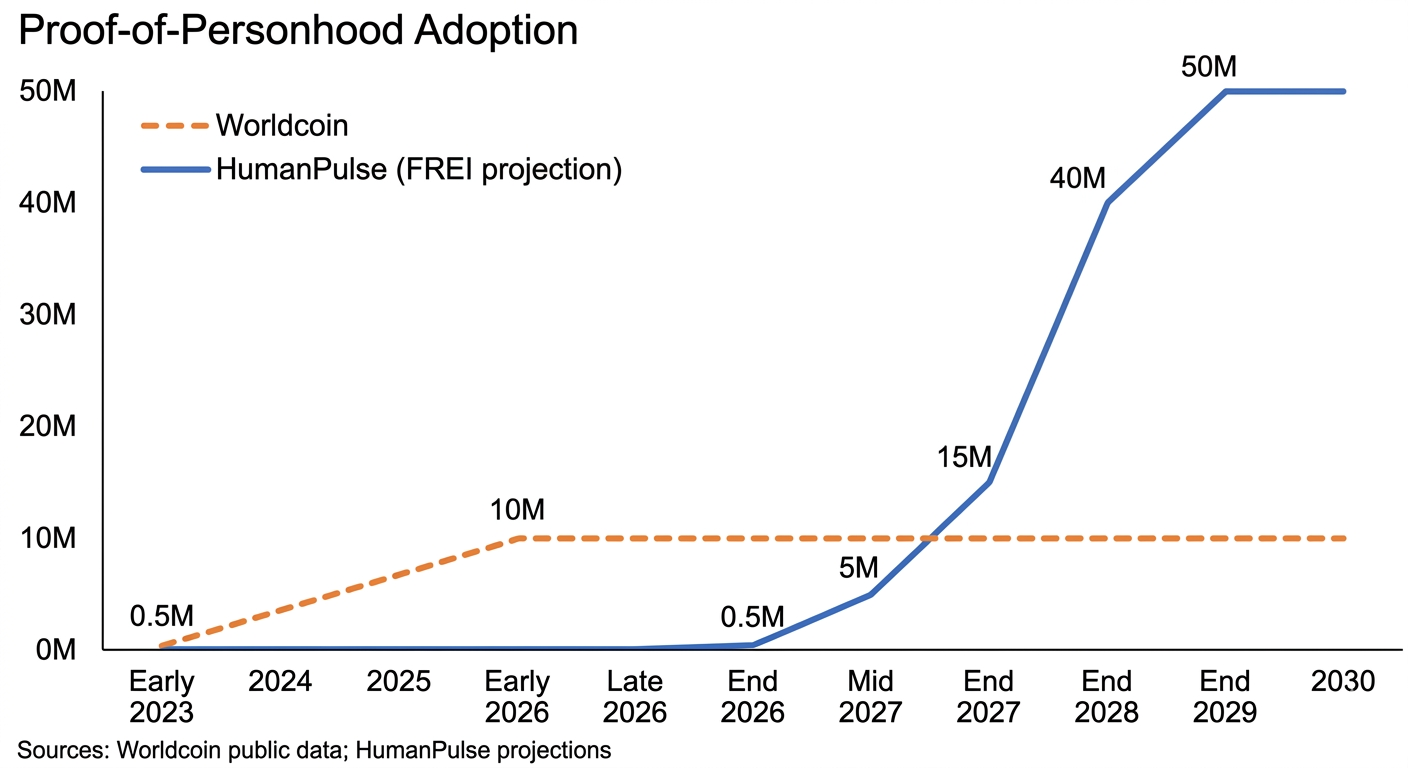 Proof-of-Personhood Adoption
50M
40M
30M
20M
10M
0M
Worldcoin
HumanPulse (FREI projection)
0.5M
10M
0.5M
5M
15M
40M
50M
Early 2024 2025 Early Late End Mid End End End 2030
2023 2026 2026 2026 2027 2027 2028 2029
Sources: Worldcoin public data; HumanPulse projections